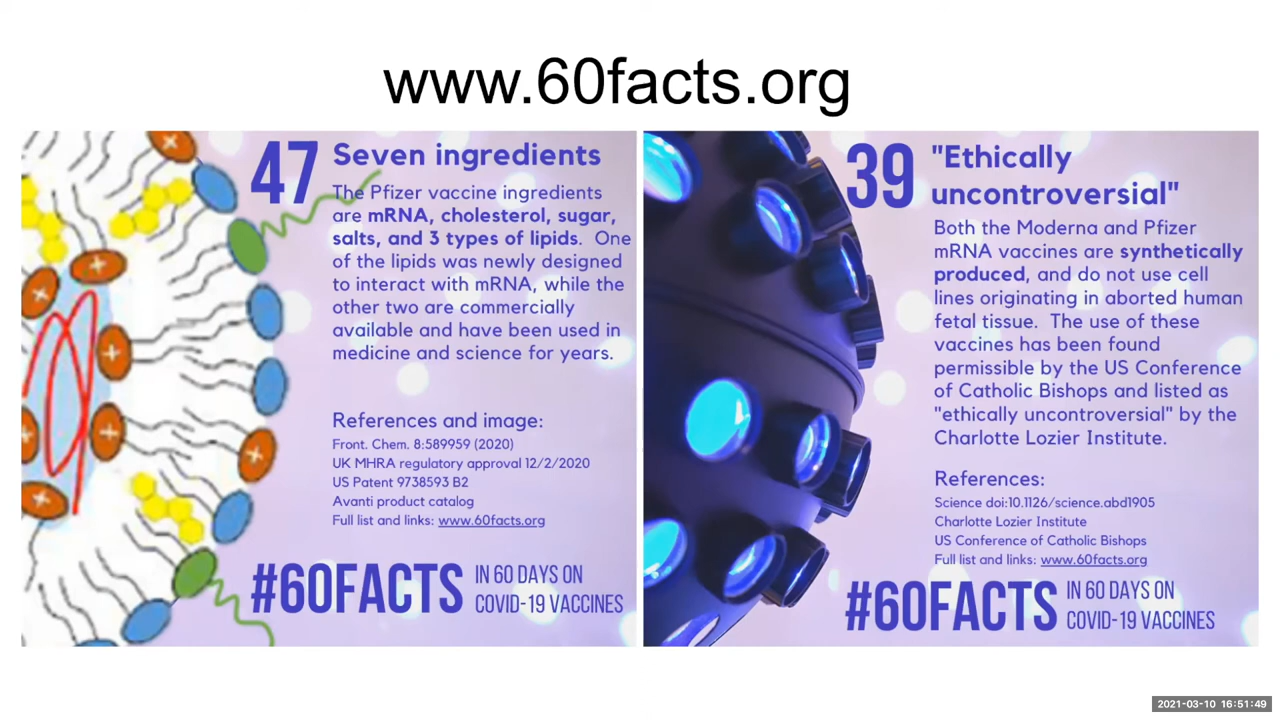 www.60facts.org
47 Seven ingredients
The Pfizer vaccine ingredients
are mRNA, cholesterol, sugar,
salts, and 3 types of lipids. One
of the lipids was newly designed
to interact with mRNA, while the
other two are commercially
available and have been used in
medicine and science for years.
References and image:
Front. Chem. 8:589959 (2020)
UK MHRA regulatory approval 12/2/2020
US Patent 9738593 B2
Avanti product catalog
Full list and links: www.60facts.org
#60FACTS IN 60 DAYS ON
COVID-19 VACCINES
39 "Ethically
uncontroversial"
Both the Moderna and Pfizer
mRNA vaccines are synthetically
produced, and do not use cell
lines originating in aborted human
fetal tissue. The use of these
vaccines has been found
permissible by the US Conference
of Catholic Bishops and listed as
"ethically uncontroversial" by the
Charlotte Lozier Institute.
References:
Science doi:10.1126/science.abd1905
Charlotte Lozier Institute
US Conference of Catholic Bishops
Full list and links: www.60facts.org
#60FACTS IN 60 DAYS ON
COVID-19 VACCINES
2021-03-10 16:51:49